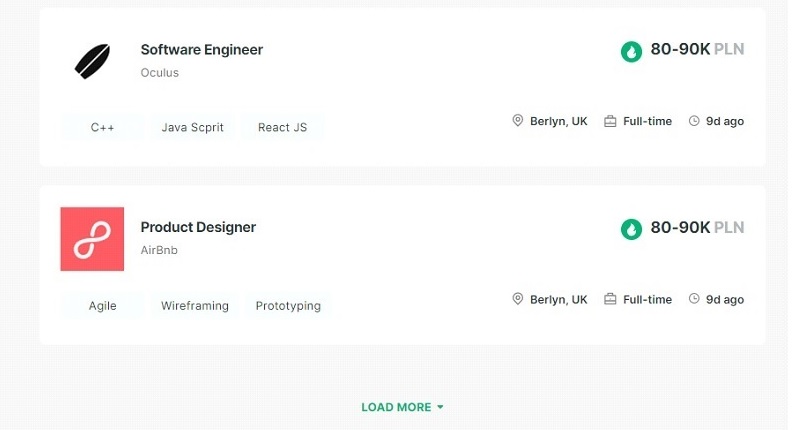 Software Engineer
80-90K PLN
Oculus
C++ Java Scprit React JS
Berlyn, UK Full-time 9d ago
Product Designer
80-90K PLN
AirBnb
Agile Wireframing Prototyping
Berlyn, UK Full-time 9d ago
LOAD MORE